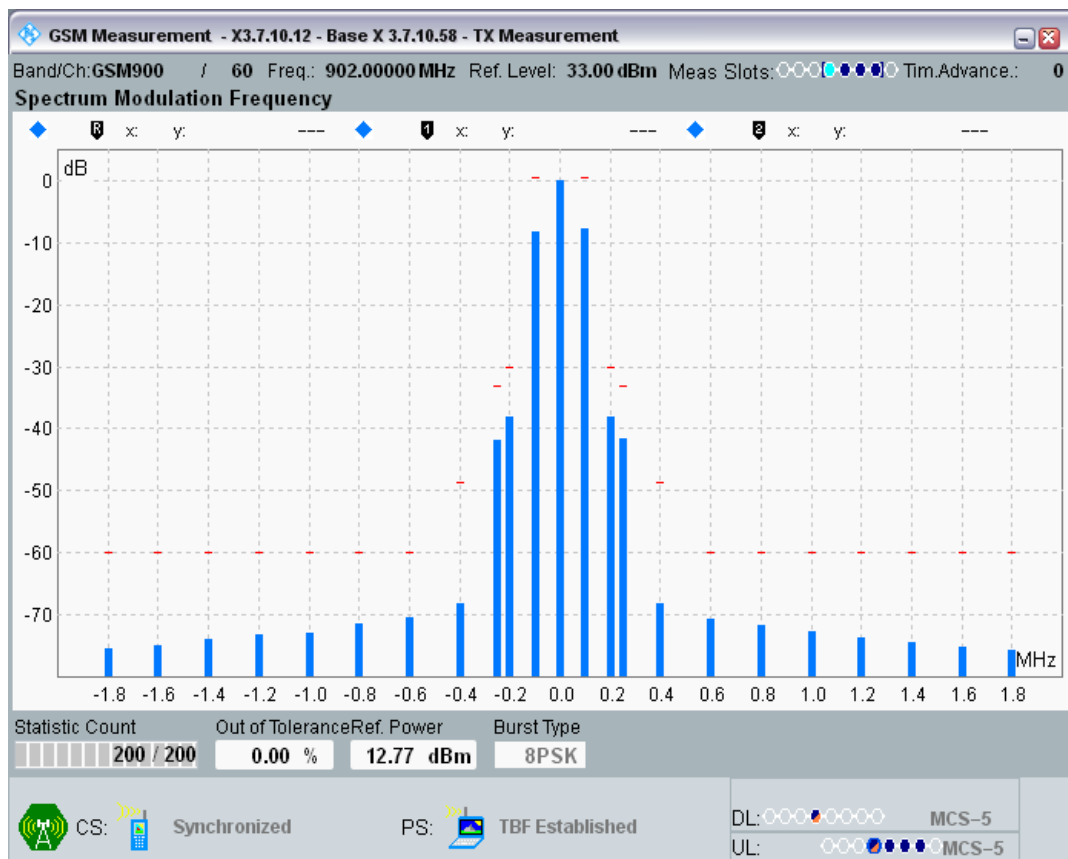 GSM Measurement - X3.7.10.12 - Base X 3.7.10.58 - TX Measurement
Band/Ch:GSM900 / 60 Freq.: 902.00000 MHz Ref. Level: 33.00 dBm Meas Slots: Tim.Advance.: 0
Spectrum Modulation Frequency
R x: y: --- 1 x: y: --- 2 x: y: ---
dB
0
-10
-20
-30
-40
-50
-60
-70
MHz
-1.8 -1.6 -1.4 -1.2 -1.0 -0.8 -0.6 -0.4 -0.2 0.0 0.2 0.4 0.6 0.8 1.0 1.2 1.4 1.6 1.8
Statistic Count Out of Tolerance Ref. Power Burst Type
200 / 200 0.00 % 12.77 dBm 8PSK
CS: Synchronized PS: TBF Established
DL: MCS-5
UL: MCS-5